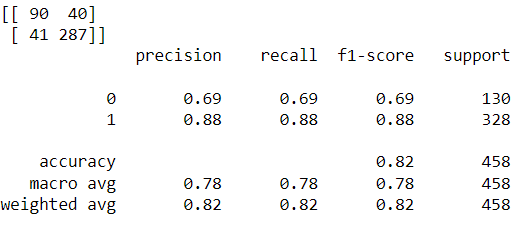 [[ 90 40]
[ 41 287]]
precision recall f1-score support
0 0.69 0.69 0.69 130
1 0.88 0.88 0.88 328
accuracy 0.82 458
macro avg 0.78 0.78 0.78 458
weighted avg 0.82 0.82 0.82 458